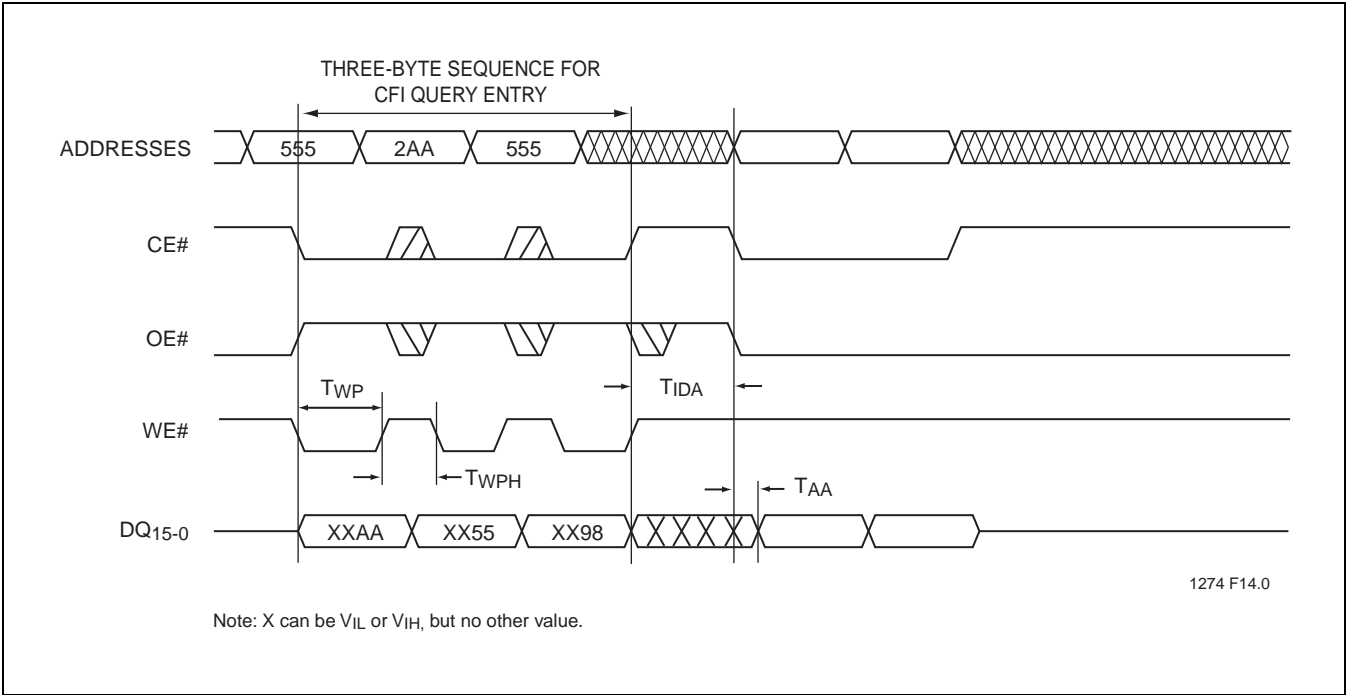 THREE-BYTE SEQUENCE FOR
CFI QUERY ENTRY
ADDRESSES 555 2AA 555
CE#
OE#
TWP TIDA
WE#
TWPH TAA
DQ15-0 XXAA XX55 XX98
1274 F14.0
Note: X can be VIL or VIH, but no other value.